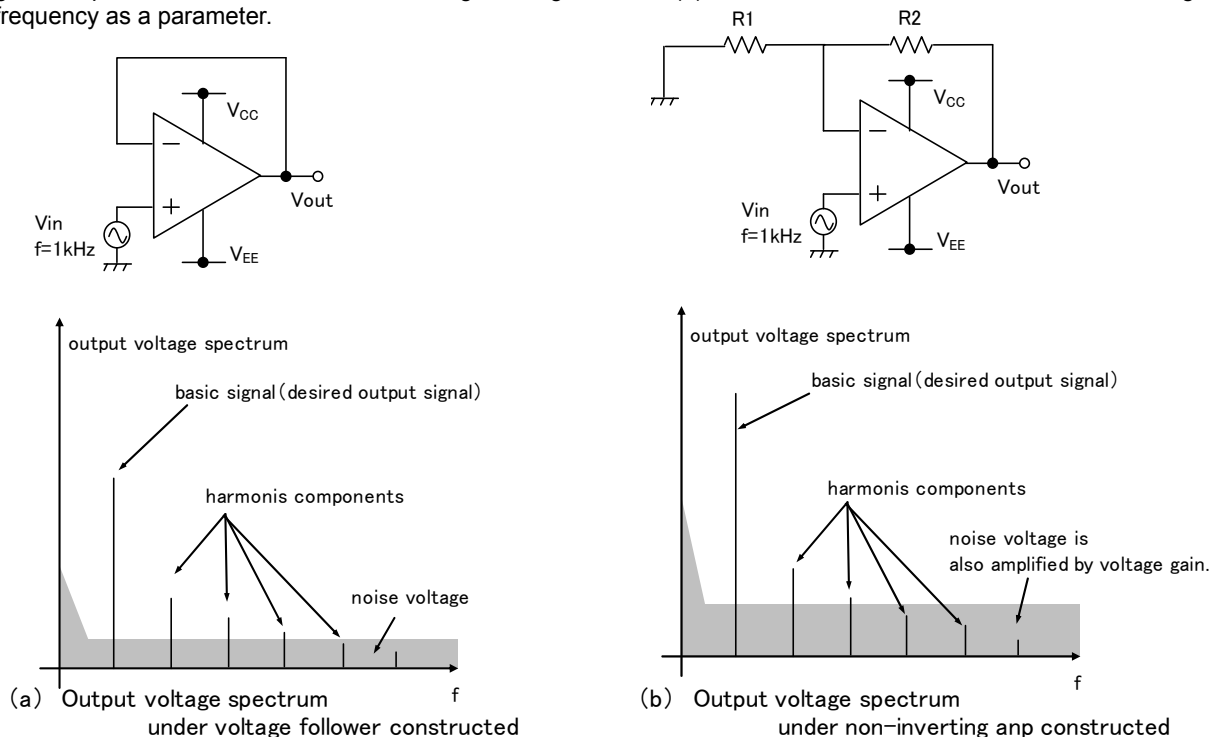 frequency as a parameter.
R1
R2
VCC
Vout
Vin
f=1kHz
VEE
VCC
Vout
Vin
f=1kHz
VEE
output voltage spectrum
basic signal(desired output signal)
harmonis components
noise voltage
f
output voltage spectrum
basic signal(desired output signal)
harmonis components
noise voltage is
also amplified by voltage gain.
f
(a) Output voltage spectrum
under voltage follower constructed
(b) Output voltage spectrum
under non-inverting anp constructed